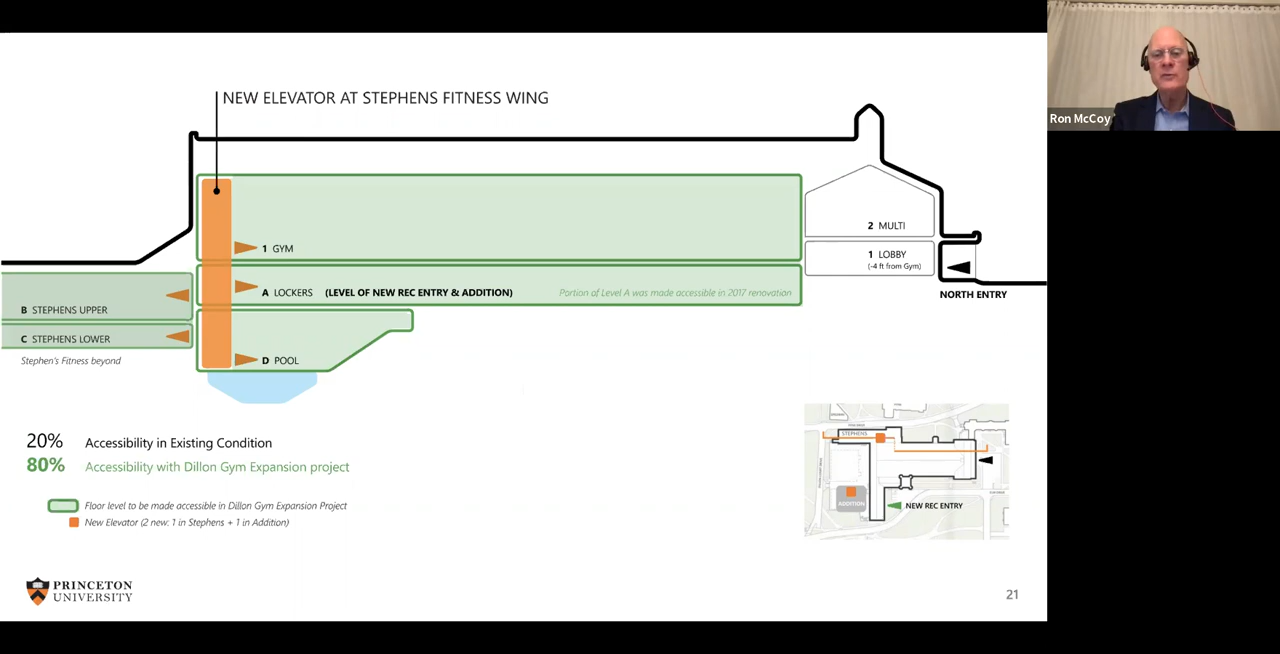 NEW ELEVATOR AT STEPHENS FITNESS WING
Ron McCoy
2 MULTI
1 GYM
1 LOBBY
(-4 ft from Gym)
A LOCKERS (LEVEL OF NEW REC ENTRY & ADDITION) Portion of Level A was made accessible in 2017 renovation
NORTH ENTRY
B STEPHENS UPPER
C STEPHENS LOWER
Stephen's Fitness beyond
D POOL
20% Accessibility in Existing Condition
80% Accessibility with Dillon Gym Expansion project
Floor level to be made accessible in Dillon Gym Expansion Project
New Elevator (2 new: 1 in Stephens + 1 in Addition)
STEPHENS
ADDITION
NEW REC ENTRY
PRINCETON
UNIVERSITY
21